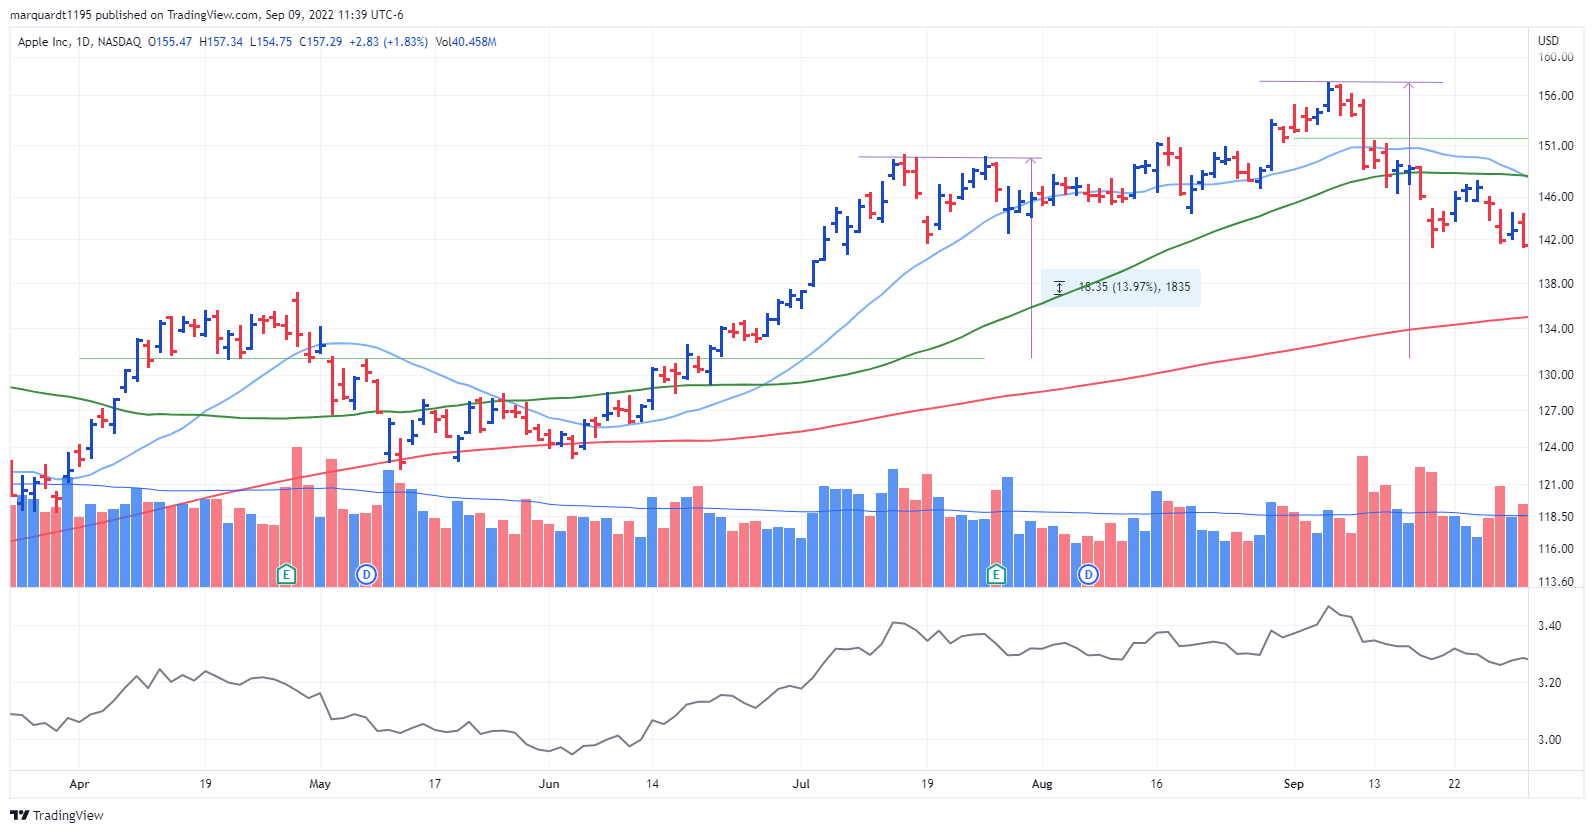 marquardt1195 published on TradingView.com, Sep 09, 2022 11:39 UTC-6
Apple Inc, 1D, NASDAQ O155.47 H157.34 L154.75 C157.29 +2.83 (+1.83%) Vol40.458M
USD
160.00
156.00
151.00
146.00
142.00
138.00
134.00
130.00
127.00
124.00
121.00
118.50
116.00
113.60
18.35 (13.97%), 1835
E
D
E
D
3.40
3.20
3.00
Apr 19 May 17 Jun 14 Jul 19 Aug 16 Sep 13 22
TradingView